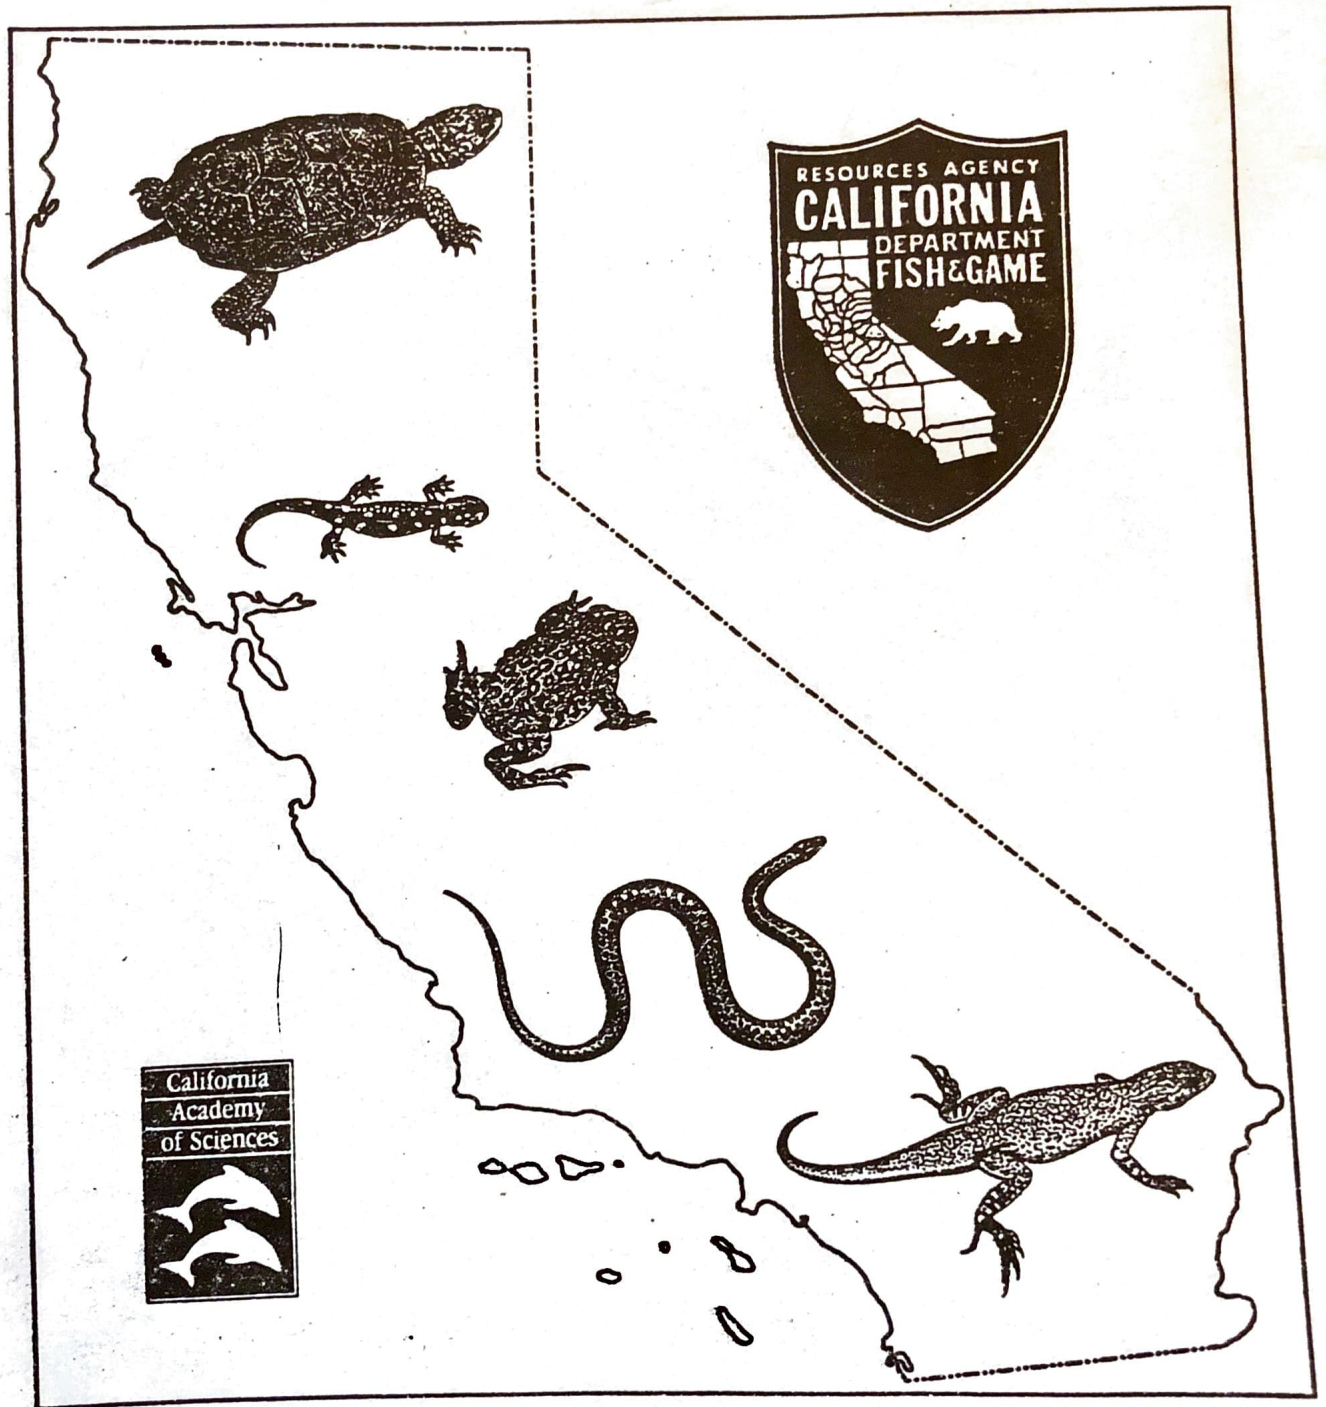 RESOURCES AGENCY
CALIFORNIA
DEPARTMENT
FISH&GAME
California
Academy
of Sciences